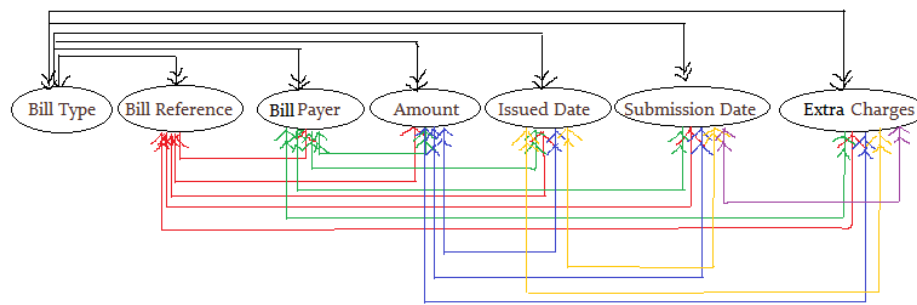 Bill Type
Bill Reference
Bill Payer
Amount
Issued Date
Submission Date
Extra Charges